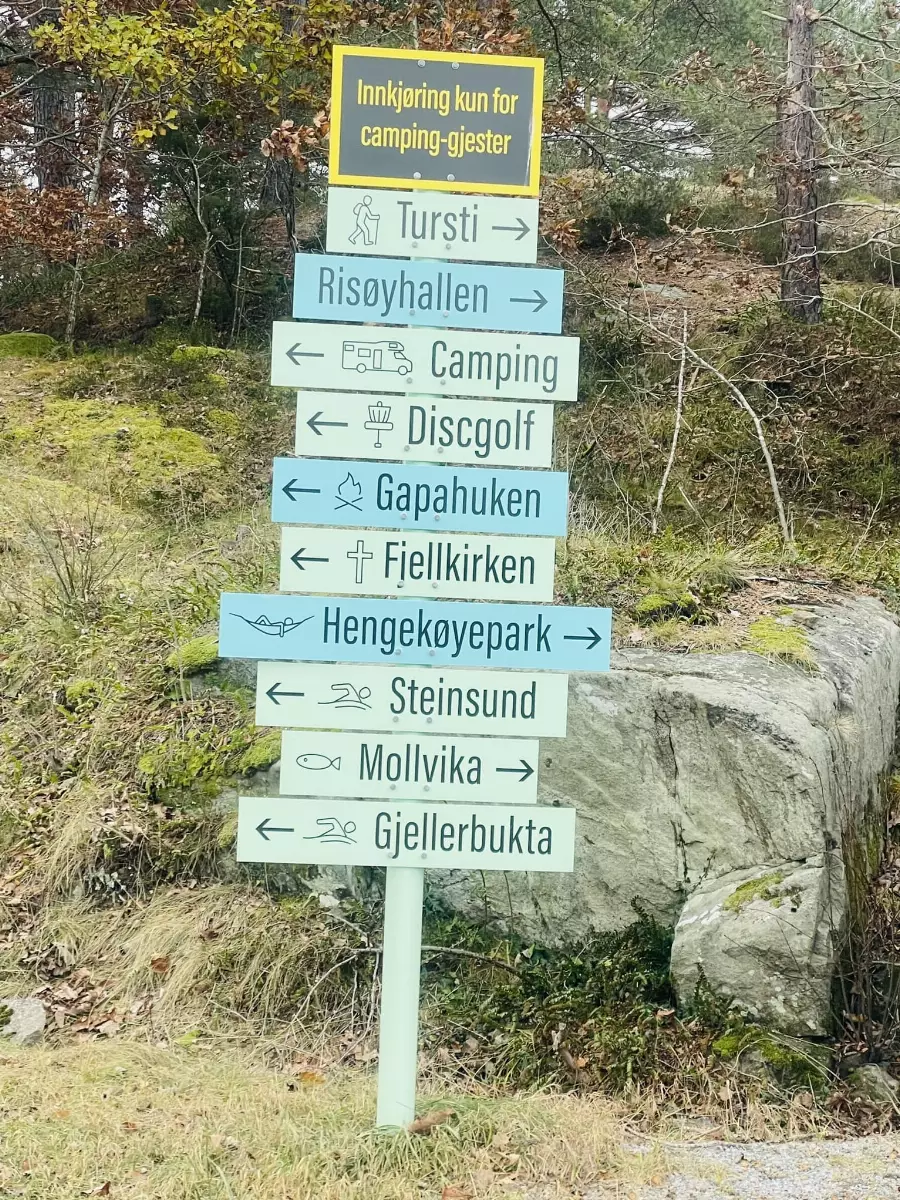 Innkjøring kun for
camping-gjester
Tursti →
Risøyhallen →
← Camping
← Discgolf
← Gapahuken
← Fjellkirken
Hengekøyepark →
← Steinsund
Mollvika →
← Gjellerbukta